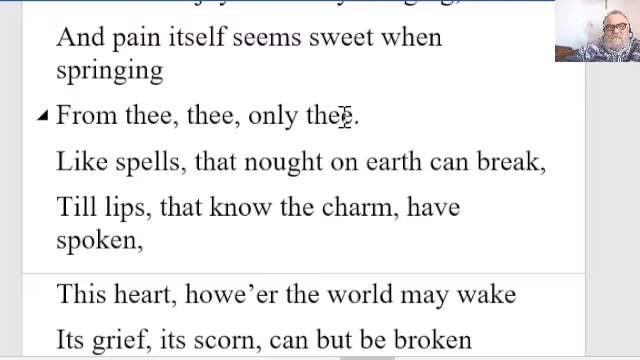 And pain itself seems sweet when
springing
From thee, thee, only thee.
Like spells, that nought on earth can break,
Till lips, that know the charm, have
spoken,
This heart, howe’er the world may wake
Its grief, its scorn, can but be broken